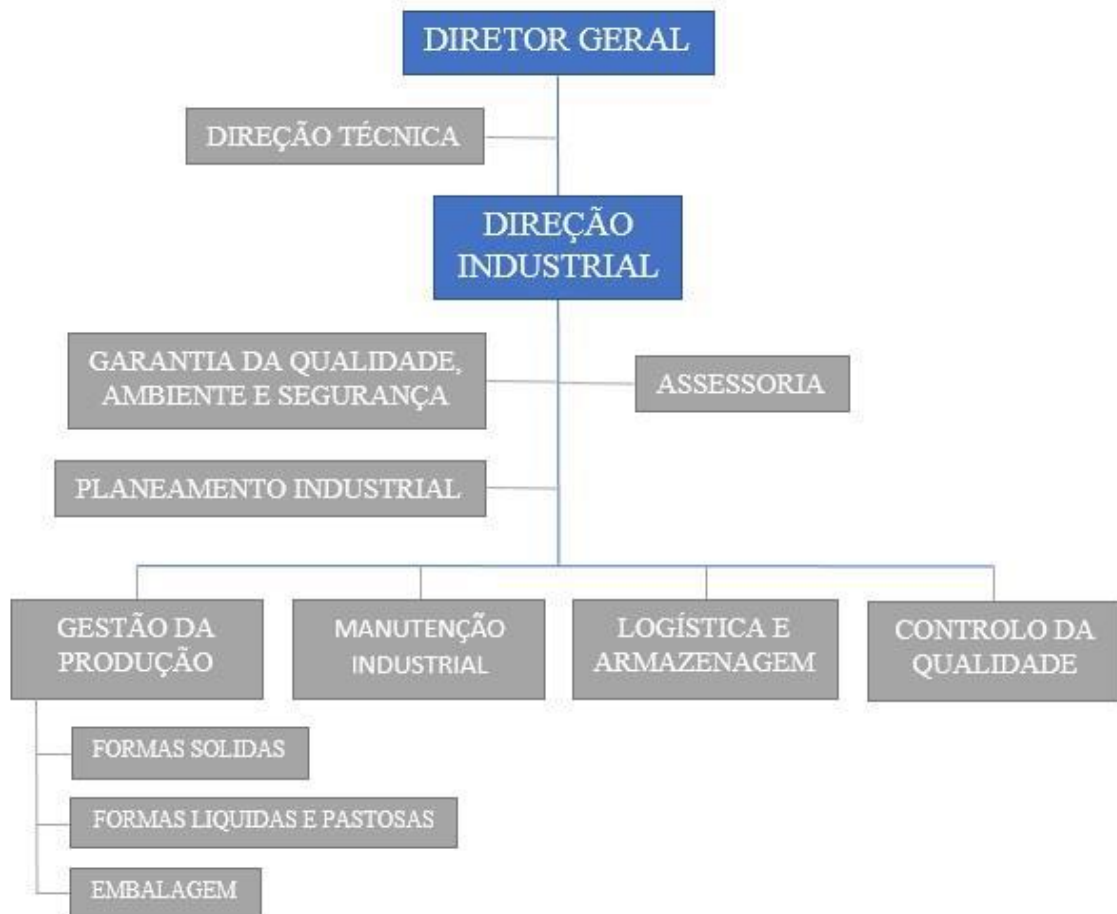 DIRETOR GERAL
DIREÇÃO TÉCNICA
DIREÇÃO
INDUSTRIAL
GARANTIA DA QUALIDADE,
AMBIENTE E SEGURANÇA
ASSESSORIA
PLANEAMENTO INDUSTRIAL
GESTÃO DA
PRODUÇÃO
MANUTENÇÃO
INDUSTRIAL
LOGÍSTICA E
ARMAZENAGEM
CONTROLO DA
QUALIDADE
FORMAS SOLIDAS
FORMAS LIQUIDAS E PASTOSAS
EMBALAGEM